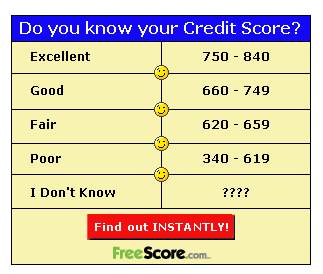 Do you know your Credit Score?
Excellent 750 - 840
Good 660 - 749
Fair 620 - 659
Poor 340 - 619
I Don't Know ????
Find out INSTANTLY!
FreeScore.com